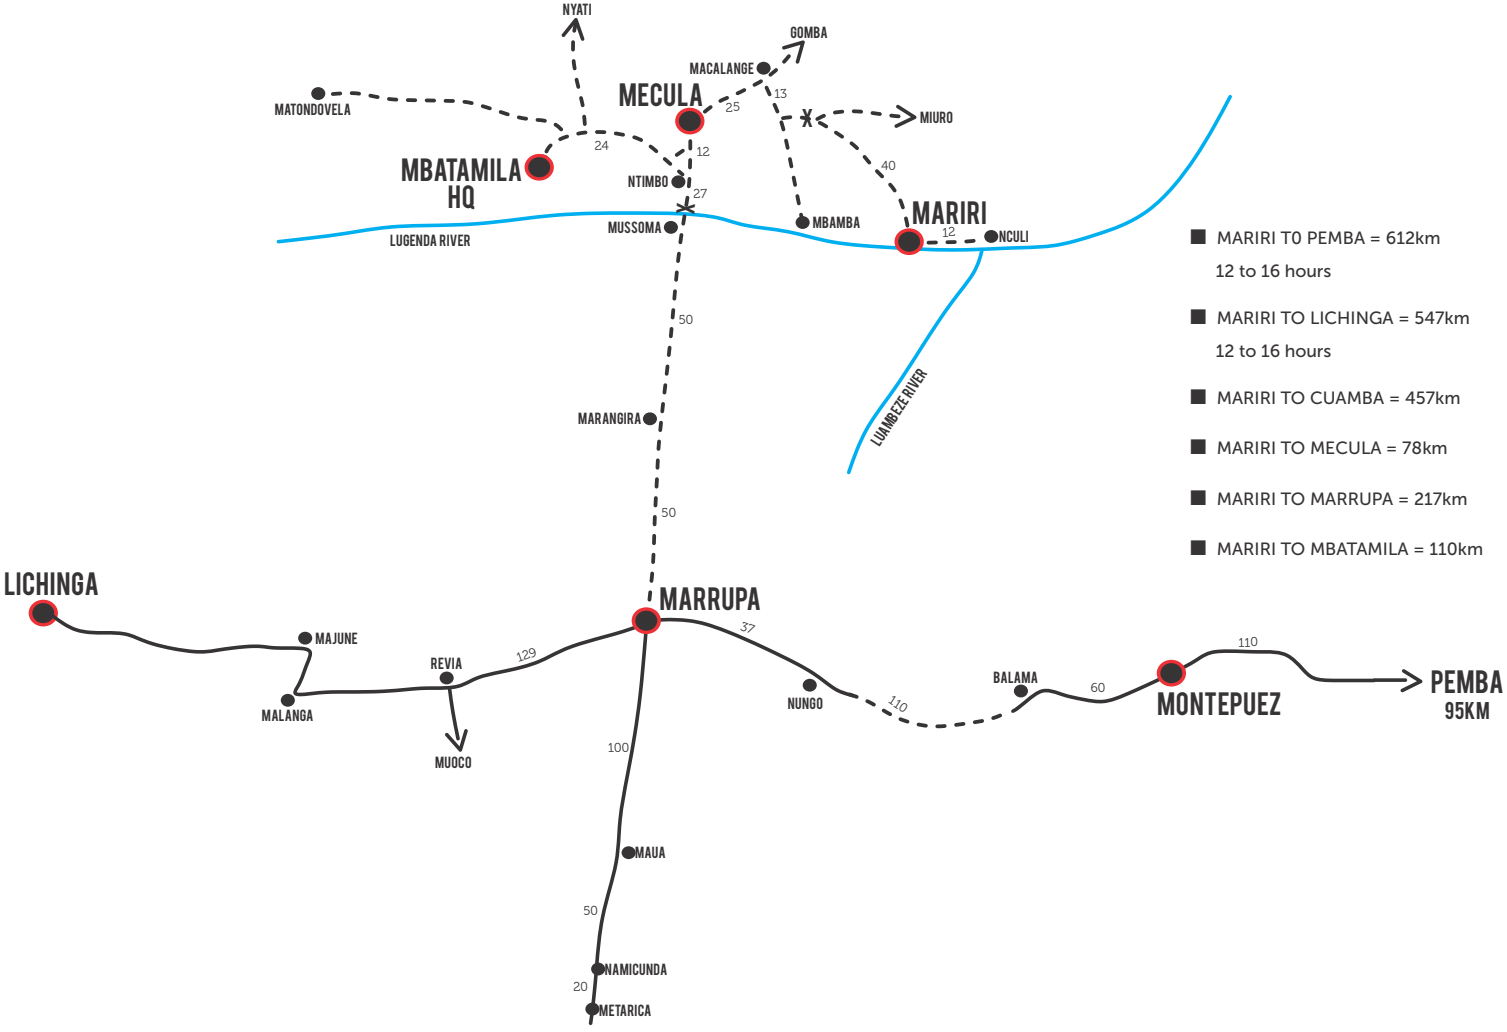 NYATI
GOMBA
MACALANGE
MECULA
25
13
MATONDOVELA
X
MIURO
24
12
MBATAMILA
HQ
40
NTIMBO
27
MARIRI
MUSSOMA
MBAMBA
12
NCULI
LUGENDA RIVER
50
LUAMBEZE RIVER
MARANGIRA
50
MARIRI T0 PEMBA = 612km
12 to 16 hours
MARIRI TO LICHINGA = 547km
12 to 16 hours
MARIRI TO CUAMBA = 457km
MARIRI TO MECULA = 78km
MARIRI TO MARRUPA = 217km
MARIRI TO MBATAMILA = 110km
LICHINGA
MARRUPA
MAJUNE
37
110
129
REVIA
BALAMA
60
PEMBA
95KM
MALANGA
NUNGO
110
MONTEPUEZ
MUOCO
100
MAUA
50
NAMICUNDA
20
METARICA